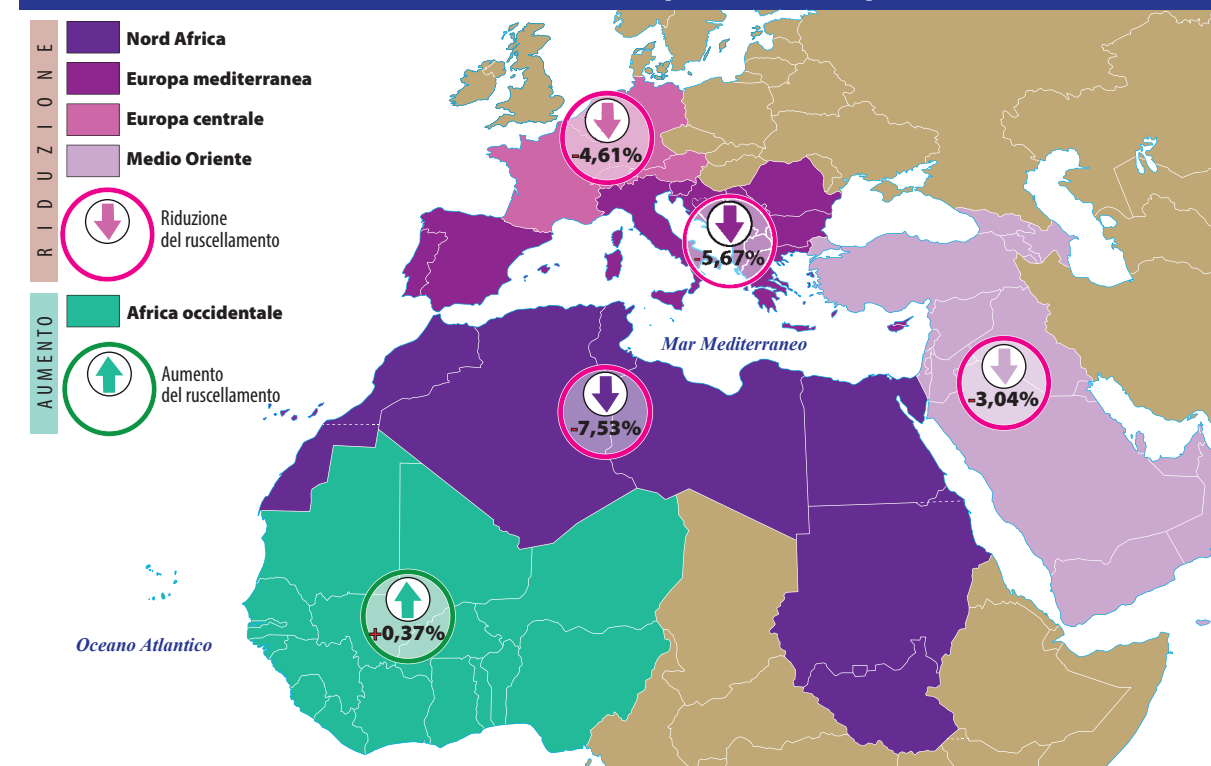 RIDUZIONE
Nord Africa
Europa mediterranea
Europa centrale
Medio Oriente
Riduzione
del ruscellamento
AUMENTO
Africa occidentale
Aumento
del ruscellamento
-4,61%
-5,67%
Mar Mediterraneo
-3,04%
-7,53%
+0,37%
Oceano Atlantico